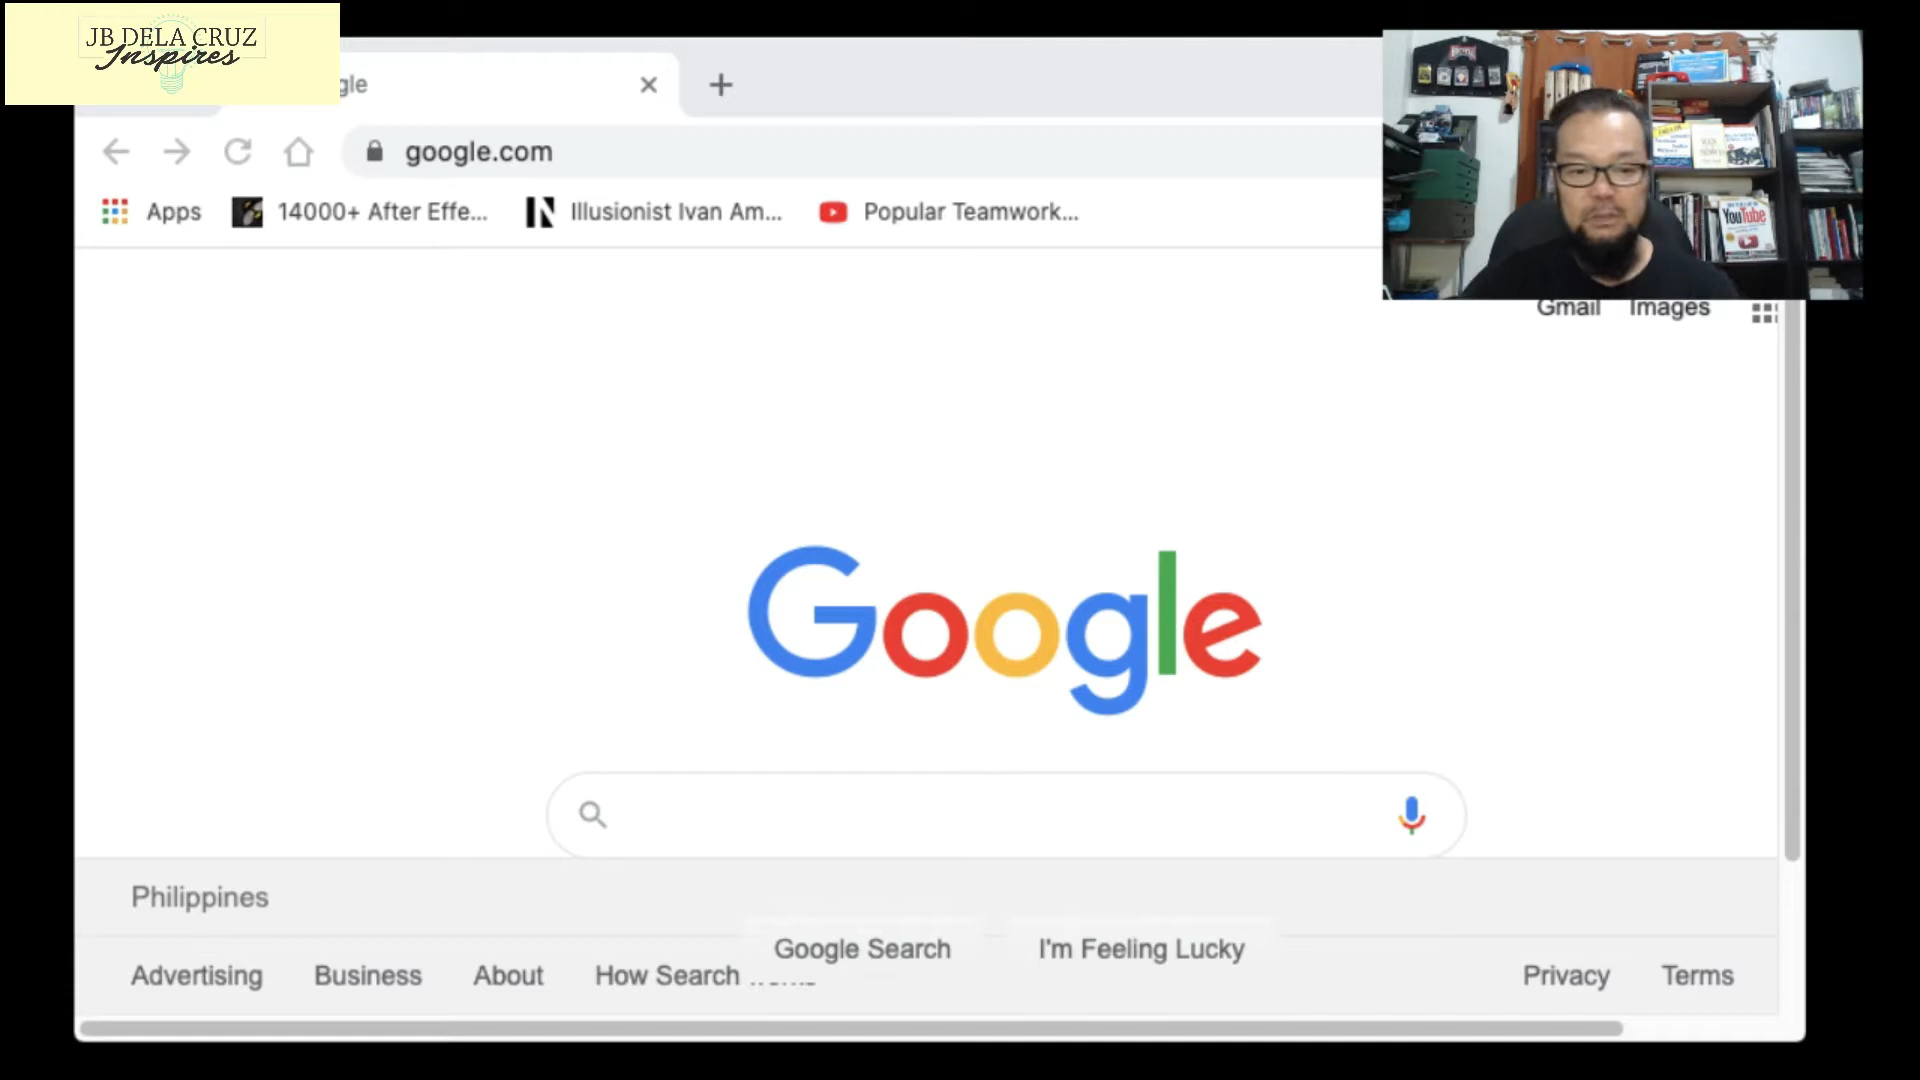 JB DELA CRUZ
Inspires
gle
google.com
Apps
14000+ After Effe...
Illusionist Ivan Am...
Popular Teamwork...
YouTube
Gmail
Images
Google
Philippines
Google Search
I'm Feeling Lucky
Advertising
Business
About
How Search
Privacy
Terms